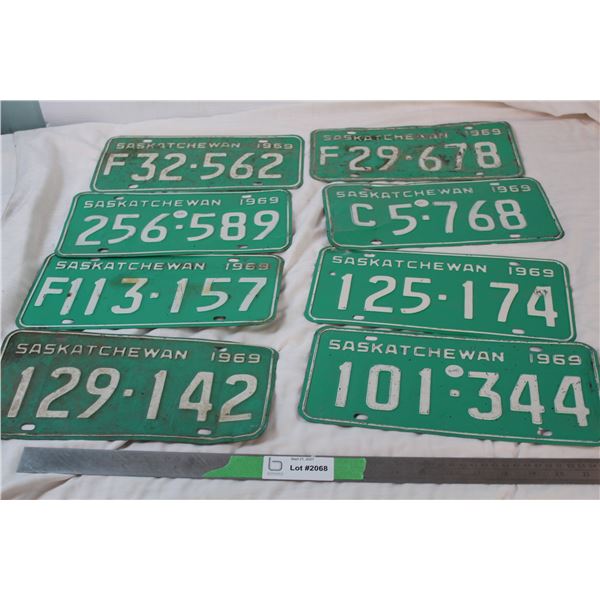 SASKATCHEWAN 1969
F32·562
SASKATCHEWAN 1969
F29·678
SASKATCHEWAN 1969
256·589
SASKATCHEWAN 1969
C5·768
SASKATCHEWAN 1969
F113·157
SASKATCHEWAN 1969
125·174
SASKATCHEWAN 1969
129·142
SASKATCHEWAN 1969
101·344
Lot #2068